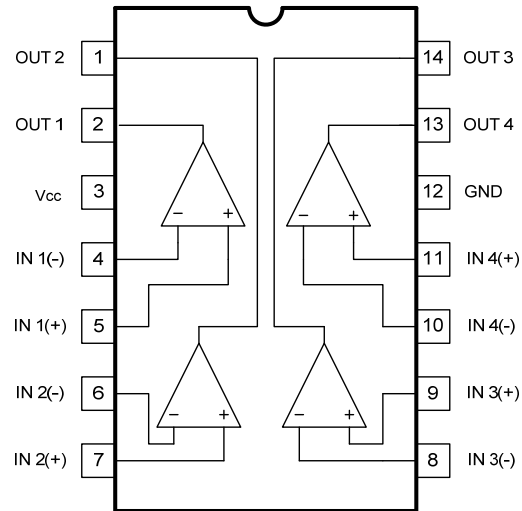 OUT 2 1 14 OUT 3
OUT 1 2 13 OUT 4
Vcc 3 12 GND
- + - +
IN 1(-) 4 11 IN 4(+)
IN 1(+) 5 10 IN 4(-)
IN 2(-) 6 9 IN 3(+)
- + - +
IN 2(+) 7 8 IN 3(-)